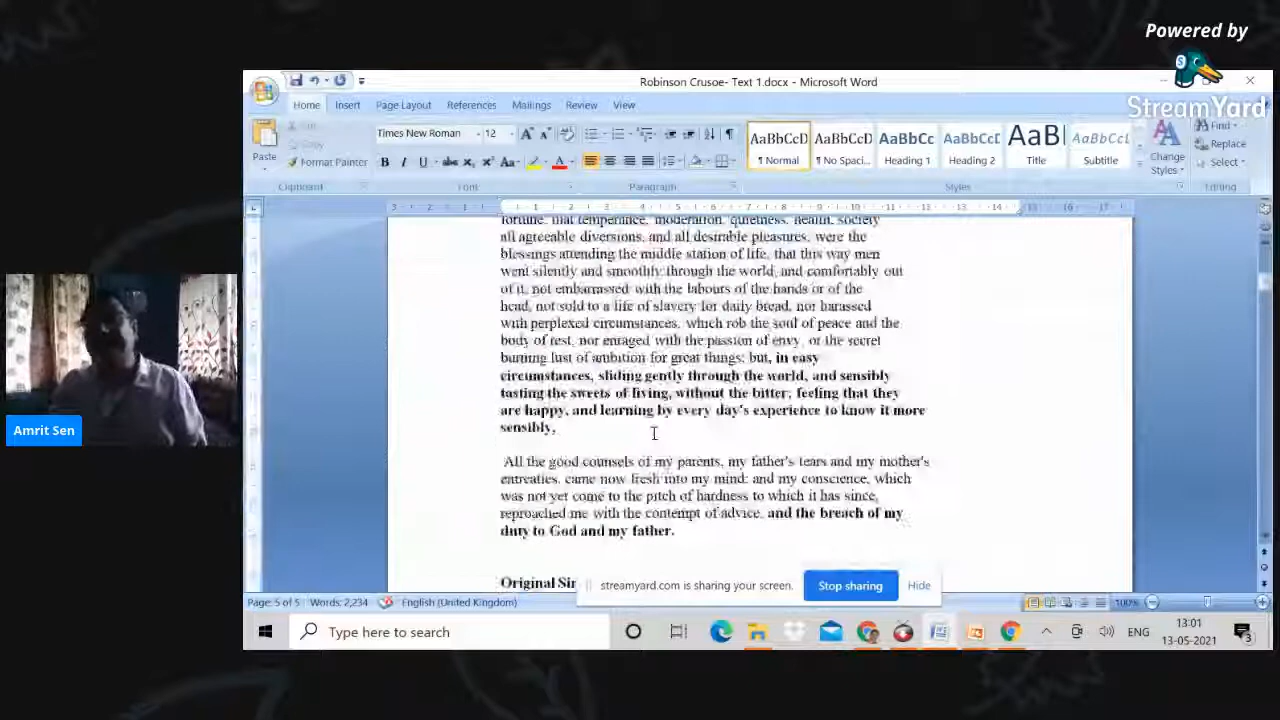 Powered by
StreamYard
Robinson Crusoe- Text 1.docx - Microsoft Word
Home Insert Page Layout References Mailings Review View
Cut
Copy
Paste
Format Painter
Times New Roman 12
AaBbCcD AaBbCcD AaBbCc AaBbCcD AaB AaBbCcD
¶ Normal ¶ No Spaci... Heading 1 Heading 2 Title Subtitle
Change Styles
Find
Replace
Select
Clipboard Font Paragraph Styles Editing
fortune, that temperance, moderation, quietness, health, society
all agreeable diversions, and all desirable pleasures, were the
blessings attending the middle station of life, that this way men
went silently and smoothly through the world, and comfortably out
of it, not embarrassed with the labours of the hands or of the
head, not sold to a life of slavery for daily bread, nor harassed
with perplexed circumstances, which rob the soul of peace and the
body of rest, nor enraged with the passion of envy, or the secret
burning lust of ambition for great things; but, in easy
circumstances, sliding gently through the world, and sensibly
tasting the sweets of living, without the bitter; feeling that they
are happy, and learning by every day's experience to know it more
sensibly,
All the good counsels of my parents, my father's tears and my mother's
entreaties, came now fresh into my mind; and my conscience, which
was not yet come to the pitch of hardness to which it has since,
reproached me with the contempt of advice, and the breach of my
duty to God and my father.
Original Sin
streamyard.com is sharing your screen. Stop sharing Hide
Amrit Sen
Page: 5 of 5 Words: 2,234 English (United Kingdom) 100%
Type here to search
ENG
13:01
13-05-2021
3